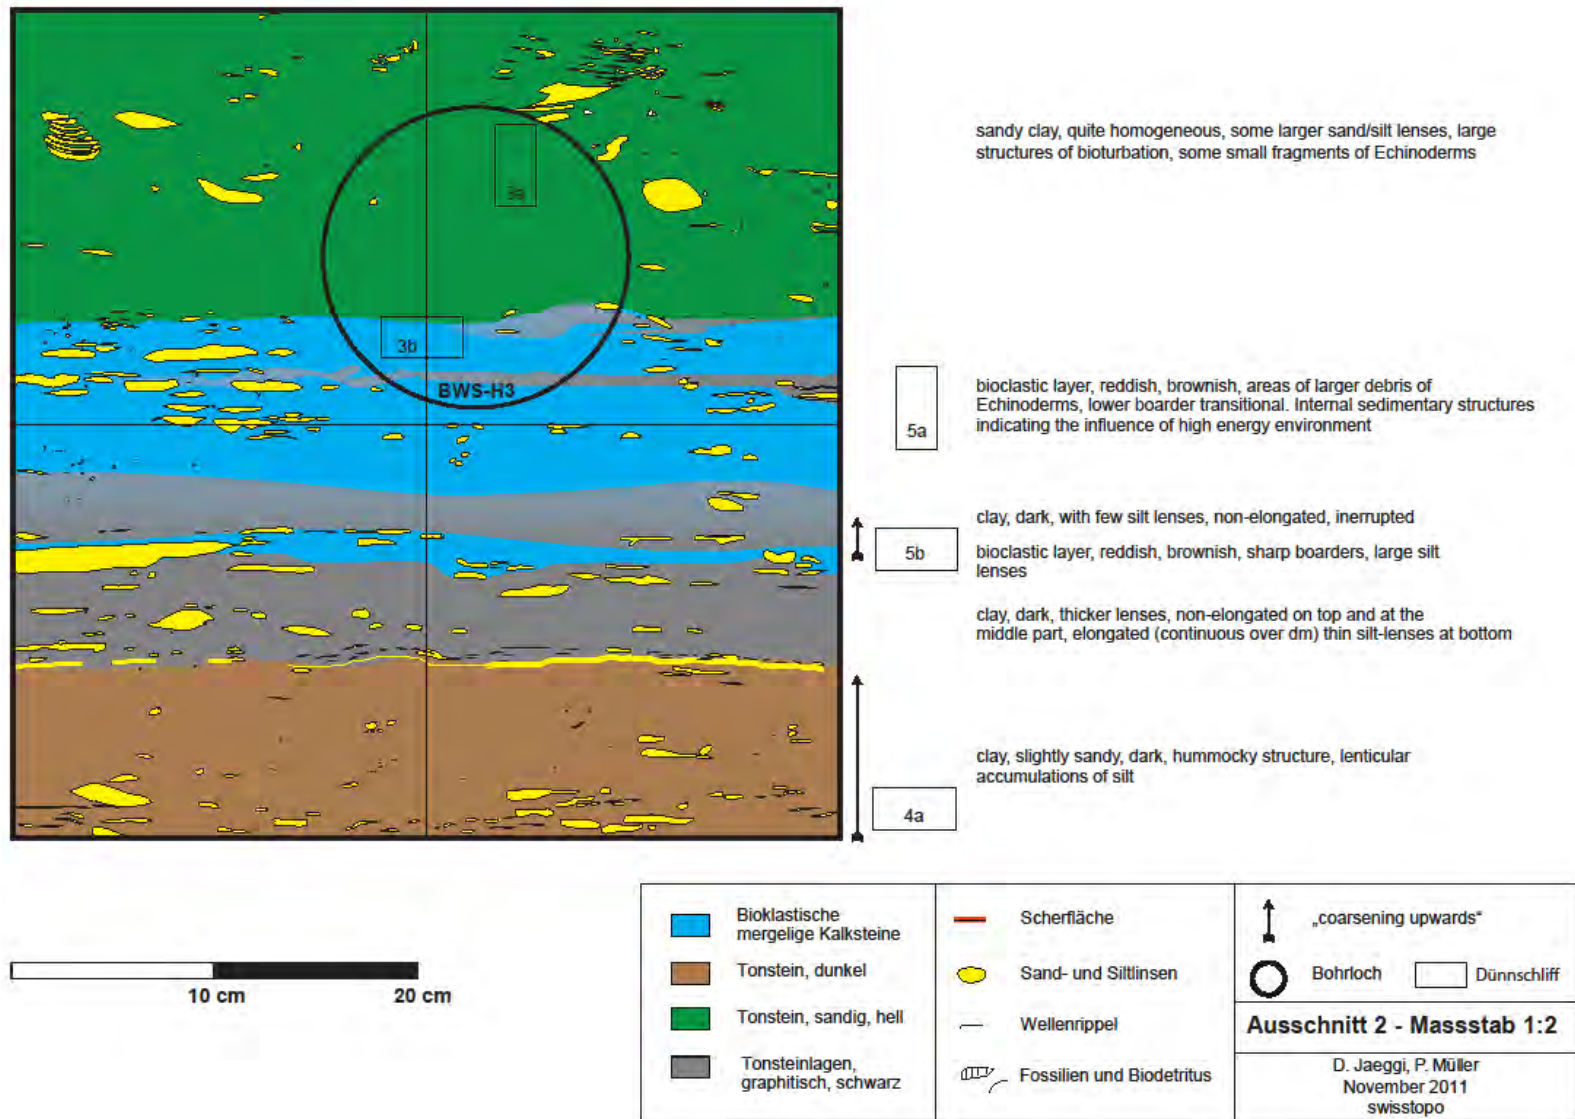 sandy clay, quite homogeneous, some larger sand/silt lenses, large
structures of bioturbation, some small fragments of Echinoderms
3a
3b
BWS-H3
5a
bioclastic layer, reddish, brownish, areas of larger debris of
Echinoderms, lower boarder transitional. Internal sedimentary structures
indicating the influence of high energy environment
clay, dark, with few silt lenses, non-elongated, inerrupted
5b
bioclastic layer, reddish, brownish, sharp boarders, large silt
lenses
clay, dark, thicker lenses, non-elongated on top and at the
middle part, elongated (continuous over dm) thin silt-lenses at bottom
clay, slightly sandy, dark, hummocky structure, lenticular
accumulations of silt
4a
10 cm
20 cm
Bioklastische
mergelige Kalksteine
Tonstein, dunkel
Tonstein, sandig, hell
Tonsteinlagen,
graphitisch, schwarz
Scherfläche
Sand- und Siltlinsen
Wellenrippel
Fossilien und Biodetritus
„coarsening upwards“
Bohrloch
Dünnschliff
Ausschnitt 2 - Massstab 1:2
D. Jaeggi, P. Müller
November 2011
swisstopo